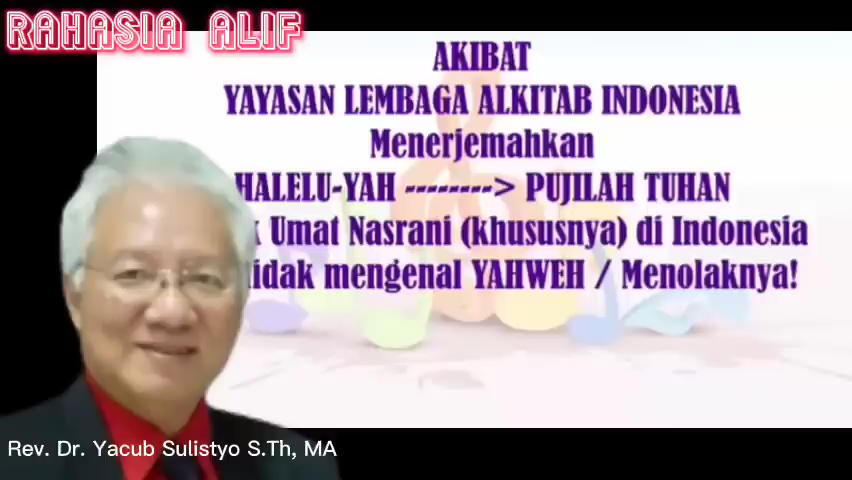 RAHASIA ALIF
AKIBAT
YAYASAN LEMBAGA ALKITAB INDONESIA
Menerjemahkan
HALELU-YAH --------> PUJILAH TUHAN
Umat Nasrani (khususnya) di Indonesia
tidak mengenal YAHWEH / Menolaknya!
Rev. Dr. Yacub Sulistyo S.Th, MA